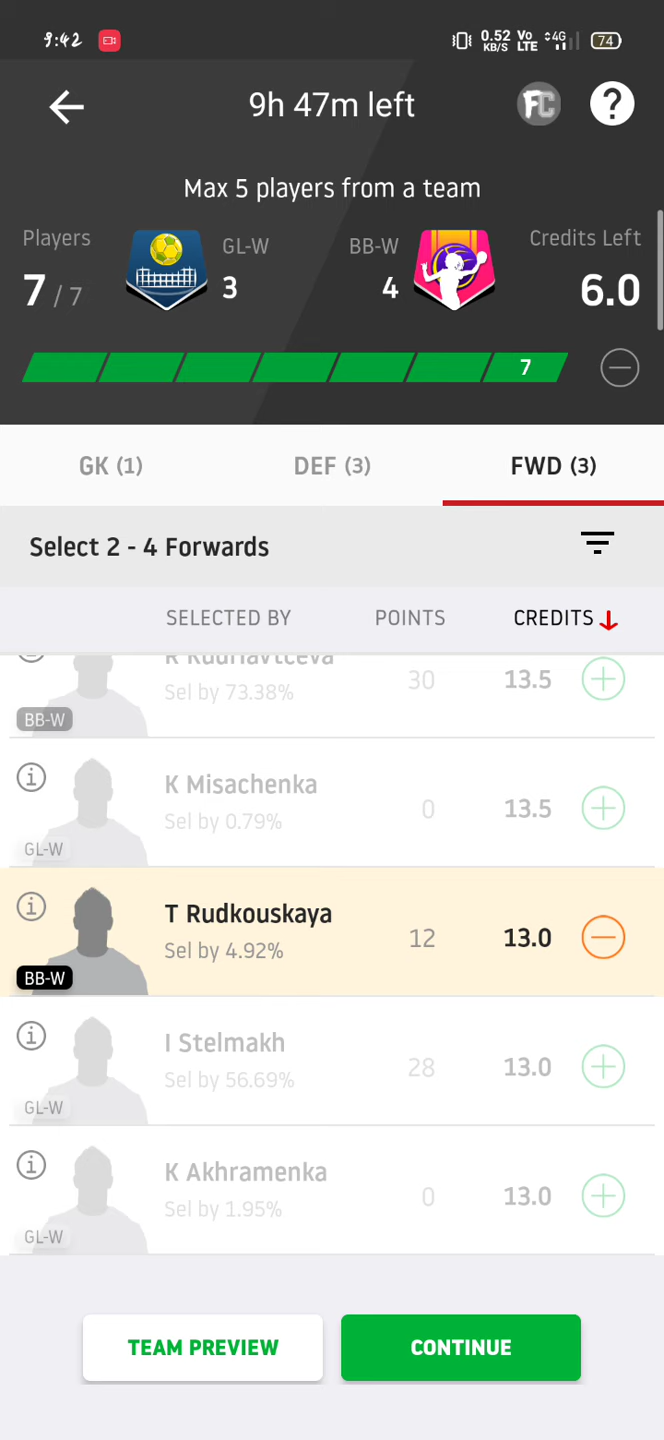 9:42
0.52 KB/S Vo LTE 4G 74
9h 47m left
FC ?
Max 5 players from a team
Players GL-W BB-W Credits Left
7 / 7 3 4 6.0
7
GK (1) DEF (3) FWD (3)
Select 2 - 4 Forwards
SELECTED BY POINTS CREDITS
R Kudriavtceva
Sel by 73.38% 30 13.5
BB-W
K Misachenka
Sel by 0.79% 0 13.5
GL-W
T Rudkouskaya
Sel by 4.92% 12 13.0
BB-W
I Stelmakh
Sel by 56.69% 28 13.0
GL-W
K Akhramenka
Sel by 1.95% 0 13.0
GL-W
TEAM PREVIEW CONTINUE